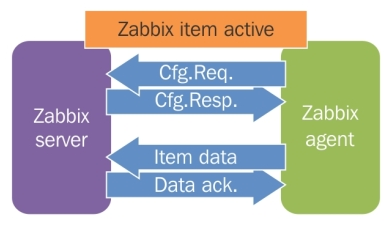 Zabbix item active
Cfg.Req.
Cfg.Resp.
Zabbix
server
Zabbix
agent
Item data
Data ack.